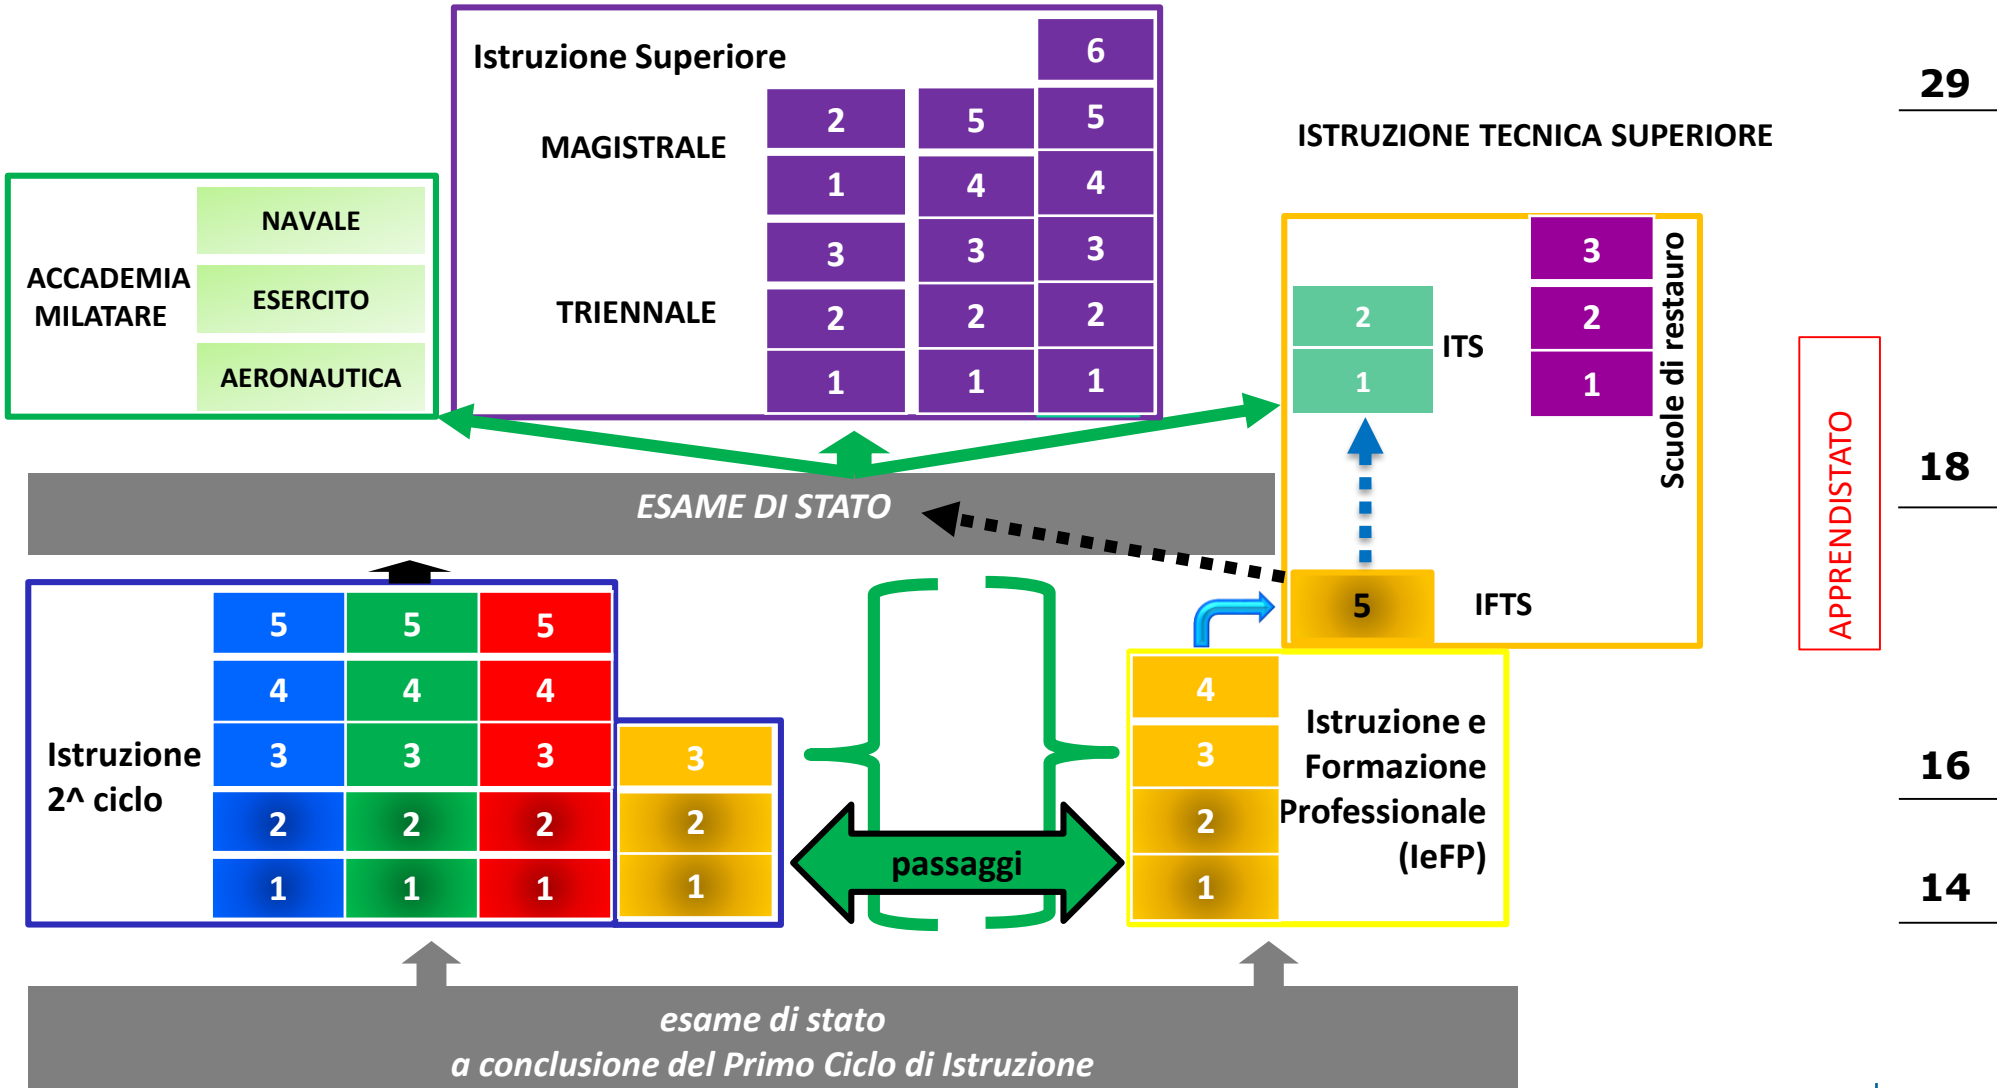 Istruzione Superiore
6
29
2 5 5
MAGISTRALE
ISTRUZIONE TECNICA SUPERIORE
1 4 4
NAVALE
3 3 3
3
ACCADEMIA
MILATARE
ESERCITO
TRIENNALE
2 2 2
2
2
ITS
AERONAUTICA
1 1 1
1
1
Scuole di restauro
APPRENDISTATO
18
ESAME DI STATO
5
IFTS
5 5 5
4 4 4
4
Istruzione e
Formazione
Professionale
(IeFP)
Istruzione
2^ ciclo
3 3 3 3
3
16
2 2 2 2
2
passaggi
1 1 1 1
1
14
esame di stato
a conclusione del Primo Ciclo di Istruzione